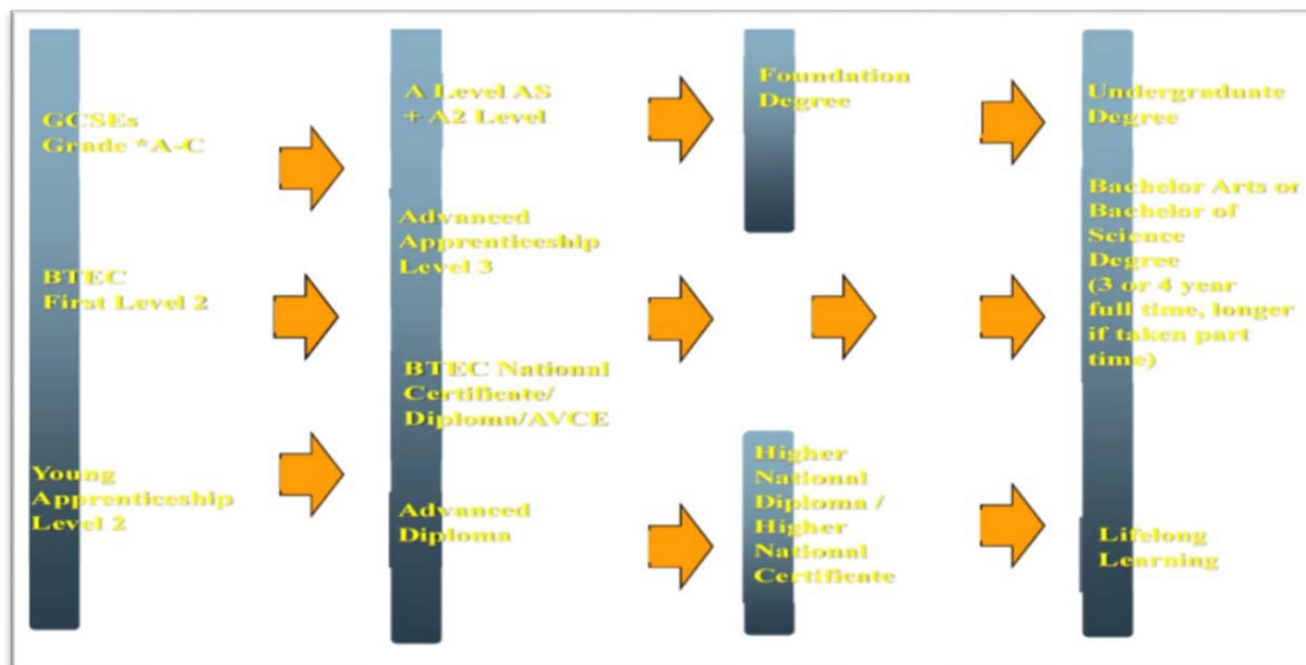 GCSEs
Grade *A-C
BTEC
First Level 2
Young
Apprenticeship
Level 2
A Level AS
+ A2 Level
Advanced
Apprenticeship
Level 3
BTEC National
Certificate/
Diploma/AVCE
Advanced
Diploma
Foundation
Degree
Higher
National
Diploma /
Higher
National
Certificate
Undergraduate
Degree
Bachelor Arts or
Bachelor of
Science
Degree
(3 or 4 year
full time, longer
if taken part
time)
Lifelong
Learning